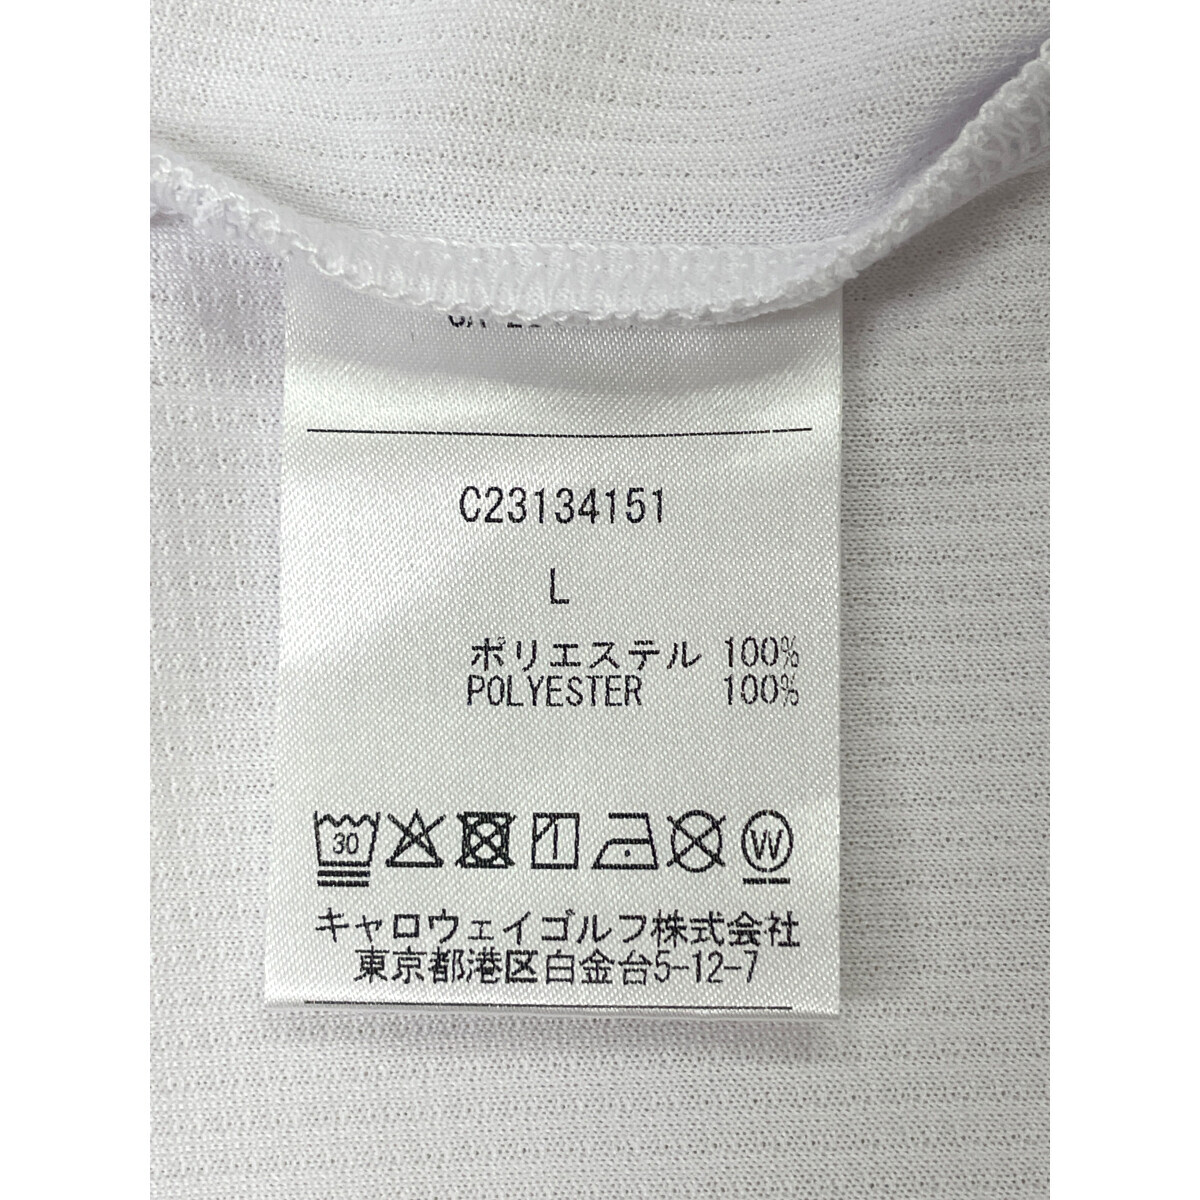 C23134151
L
ポリエステル 100%
POLYESTER 100%
30
W
キャロウェイゴルフ株式会社
東京都港区白金台5-12-7